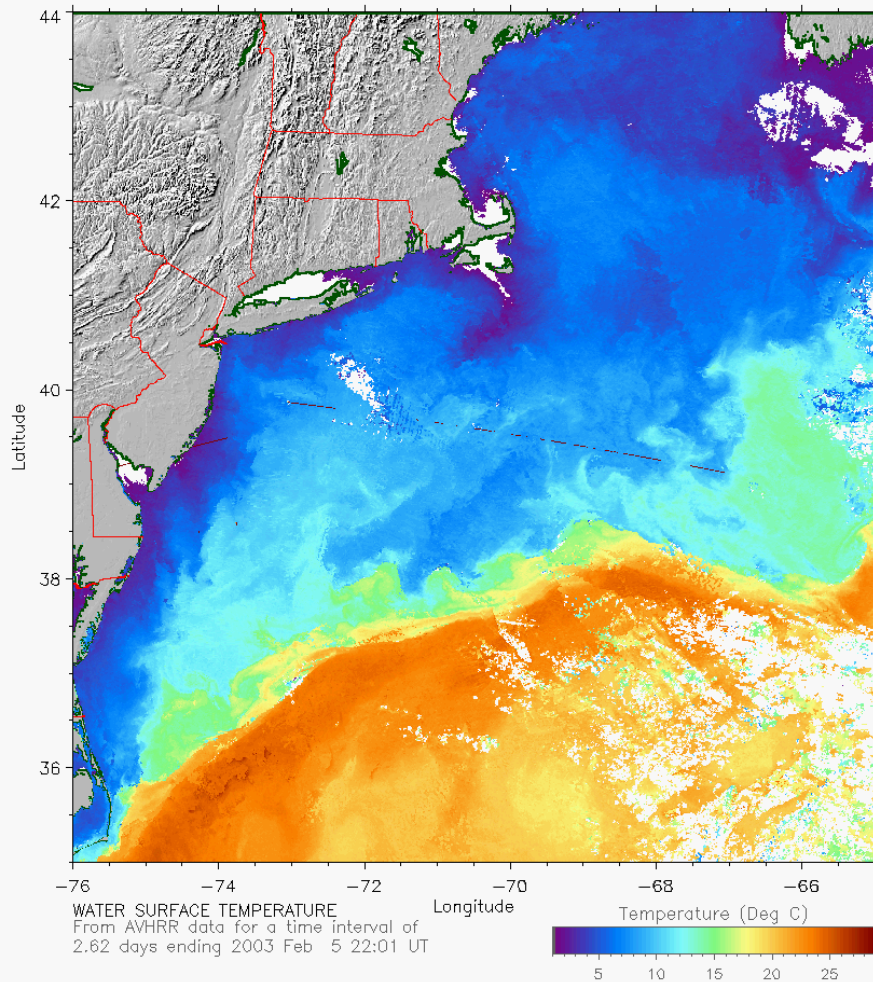 44
42
40
38
36
Latitude
-76
-74
-72
-70
-68
-66
Longitude
WATER SURFACE TEMPERATURE
From AVHRR data for a time interval of
2.62 days ending 2003 Feb 5 22:01 UT
Temperature (Deg C)
5 10 15 20 25